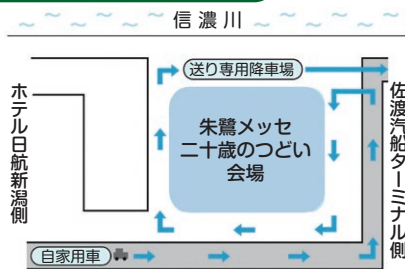 信濃川
送り専用降車場
朱鷺メッセ
二十歳のつどい
会場
ホテル日航新潟側
佐渡汽船ターミナル側
自家用車